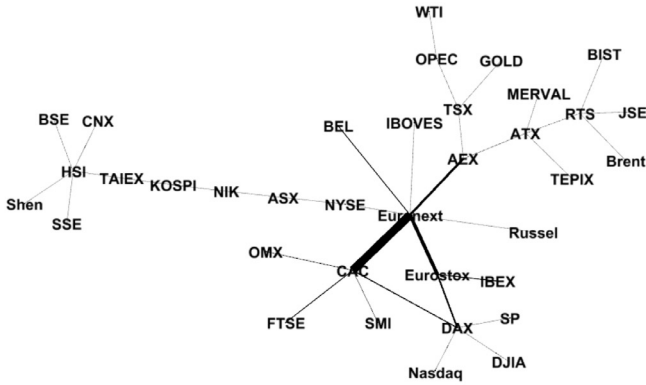 WTI
OPEC
GOLD
BIST
TSX
MERVAL
RTS
JSE
BSE
CNX
BEL
IBOVES
ATX
AEX
Brent
HSI
TAIEX
KOSPI
TEPIX
NIK
ASX
NYSE
Shen
SSE
Euronext
Russel
OMX
CAC
Eurostox
IBEX
FTSE
SMI
DAX
SP
Nasdaq
DJIA